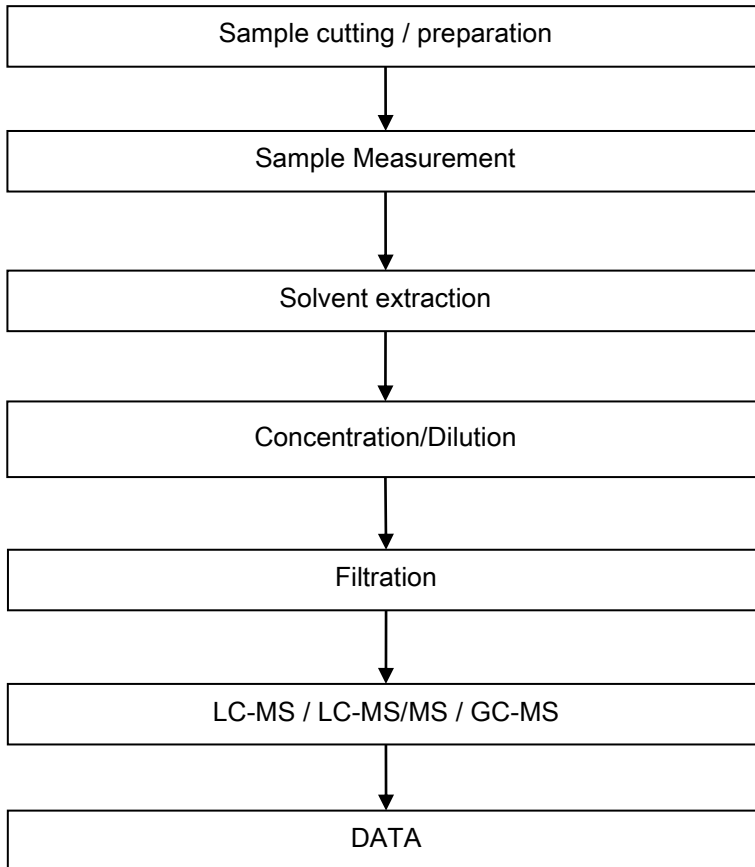 Sample cutting / preparation
Sample Measurement
Solvent extraction
Concentration/Dilution
Filtration
LC-MS / LC-MS/MS / GC-MS
DATA